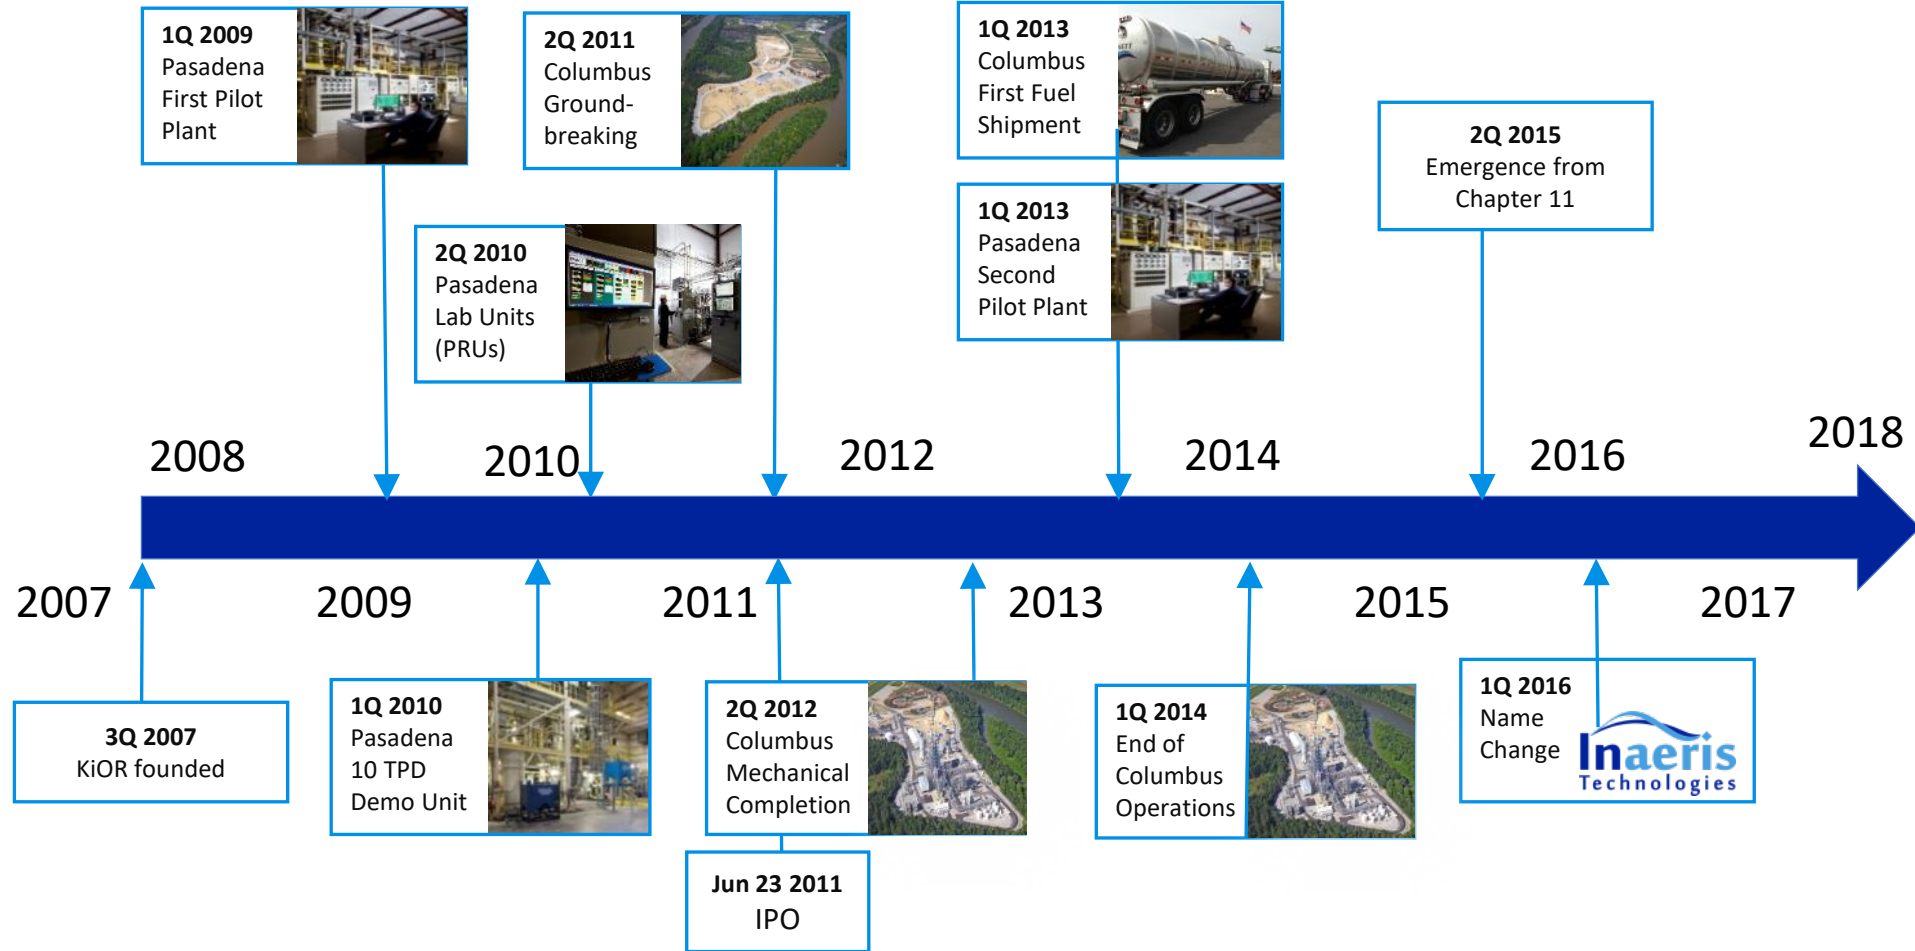 1Q 2009
Pasadena
First Pilot
Plant
2Q 2011
Columbus
Ground-
breaking
1Q 2013
Columbus
First Fuel
Shipment
2Q 2015
Emergence from
Chapter 11
2Q 2010
Pasadena
Lab Units
(PRUs)
1Q 2013
Pasadena
Second
Pilot Plant
2008
2010
2012
2014
2016
2018
2007
2009
2011
2013
2015
2017
3Q 2007
KiOR founded
1Q 2010
Pasadena
10 TPD
Demo Unit
2Q 2012
Columbus
Mechanical
Completion
1Q 2014
End of
Columbus
Operations
1Q 2016
Name
Change
Inaeris
Technologies
Jun 23 2011
IPO